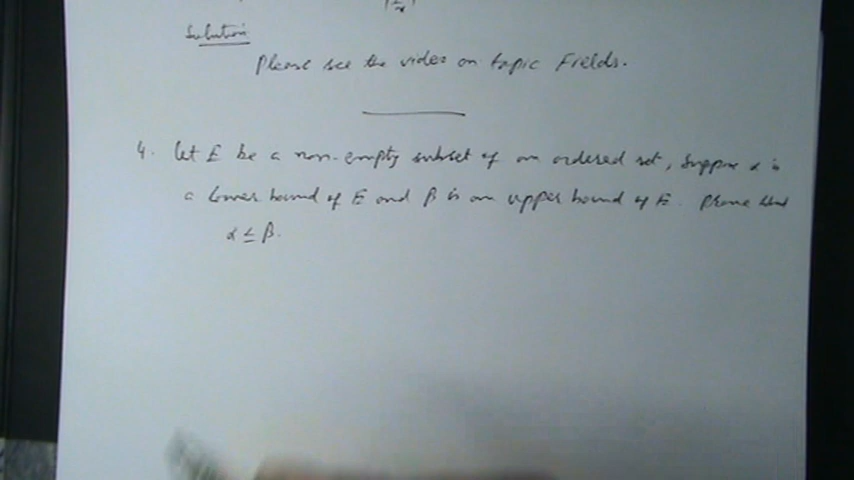 Solution
Please see the video on topic Fields.
4. Let E be a non-empty subset of an ordered set, Suppose α is
a lower bound of E and β is an upper bound of E. Prove that
α ≤ β.